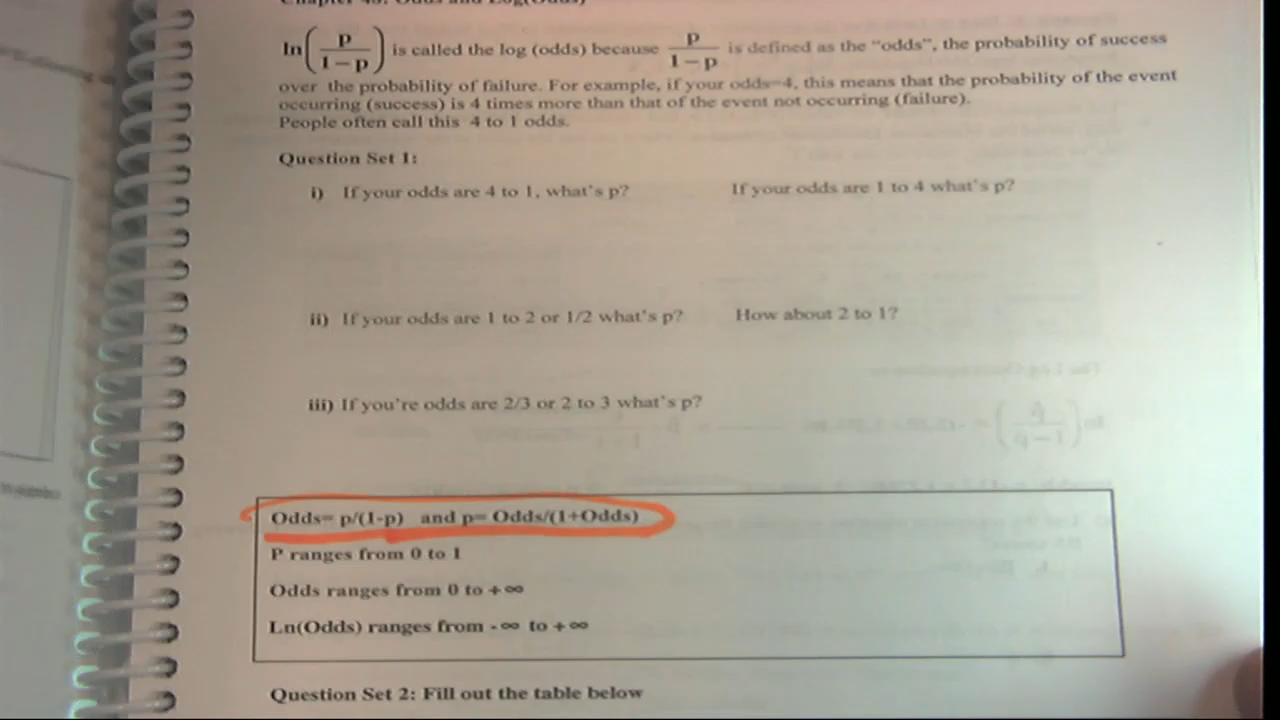 Chapter 43: Odds and Log(Odds)
ln(p/(1-p)) is called the log (odds) because p/(1-p) is defined as the "odds", the probability of success
over the probability of failure. For example, if your odds=4, this means that the probability of the event
occurring (success) is 4 times more than that of the event not occurring (failure).
People often call this 4 to 1 odds.
Question Set 1:
i) If your odds are 4 to 1, what's p? If your odds are 1 to 4 what's p?
ii) If your odds are 1 to 2 or 1/2 what's p? How about 2 to 1?
iii) If you're odds are 2/3 or 2 to 3 what's p?
Odds= p/(1-p) and p= Odds/(1+Odds)
P ranges from 0 to 1
Odds ranges from 0 to +∞
Ln(Odds) ranges from -∞ to +∞
Question Set 2: Fill out the table below